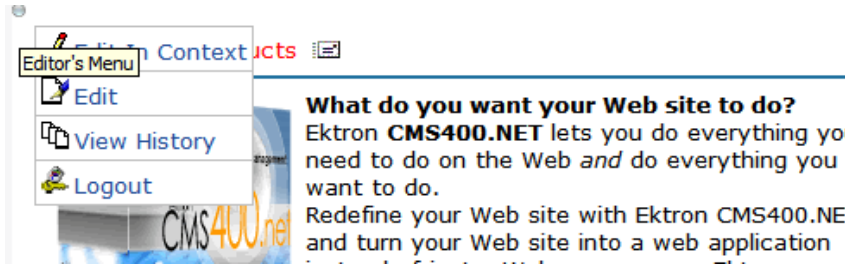 Edit In Context
ucts
Editor's Menu
Edit
View History
Logout
management
CMS400.net
What do you want your Web site to do?
Ektron CMS400.NET lets you do everything yo
need to do on the Web and do everything you
want to do.
Redefine your Web site with Ektron CMS400.NE
and turn your Web site into a web application